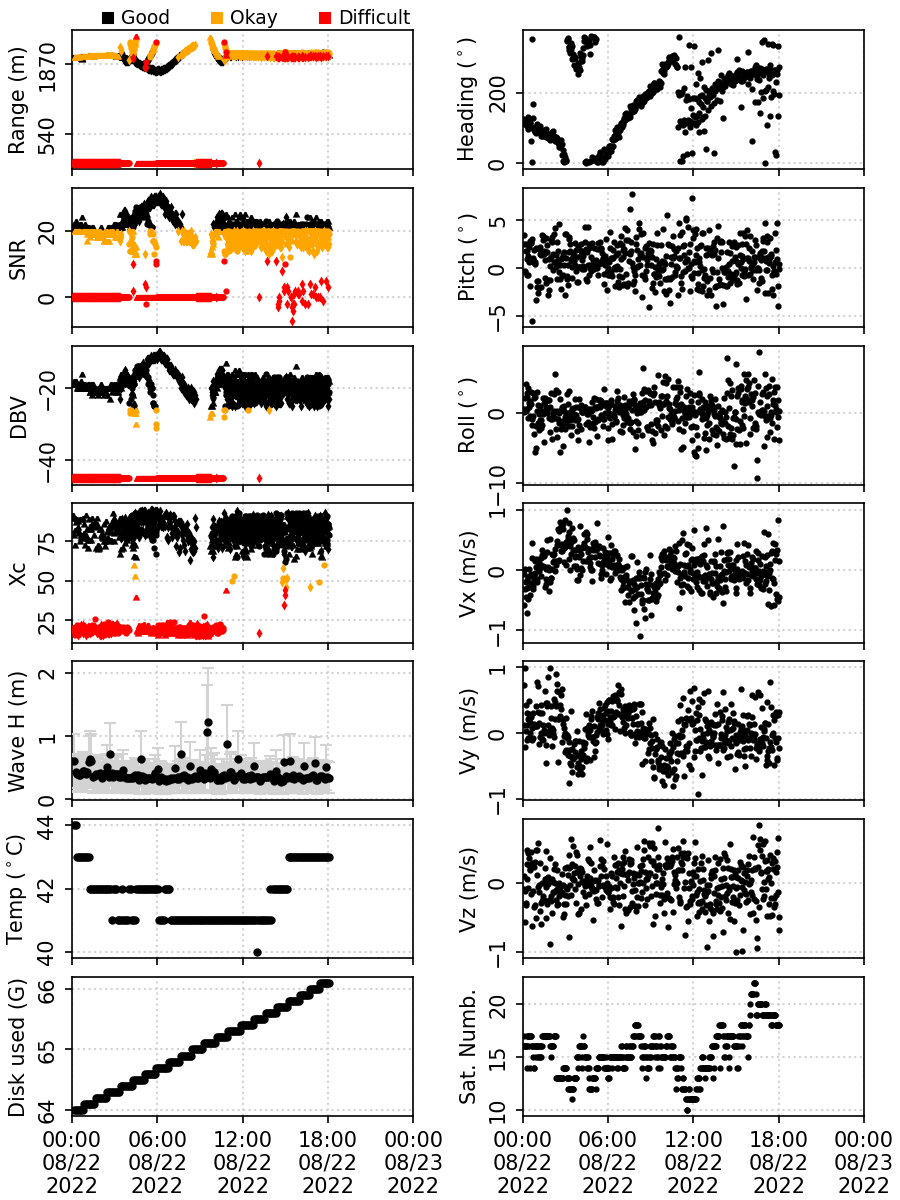 Good Okay Difficult
Range (m)
1870
540
Heading (°)
200
0
SNR
20
0
Pitch (°)
5
0
−5
DBV
−20
−40
Roll (°)
0
−10
Xc
75
50
25
Vx (m/s)
1
0
−1
Wave H (m)
2
1
0
Vy (m/s)
1
0
−1
Temp (°C)
44
42
40
Vz (m/s)
0
−1
Disk used (G)
66
65
64
Sat. Numb.
20
15
10
00:00 06:00 12:00 18:00 00:00
08/22 08/22 08/22 08/22 08/23
2022 2022 2022 2022 2022
00:00 06:00 12:00 18:00 00:00
08/22 08/22 08/22 08/22 08/23
2022 2022 2022 2022 2022